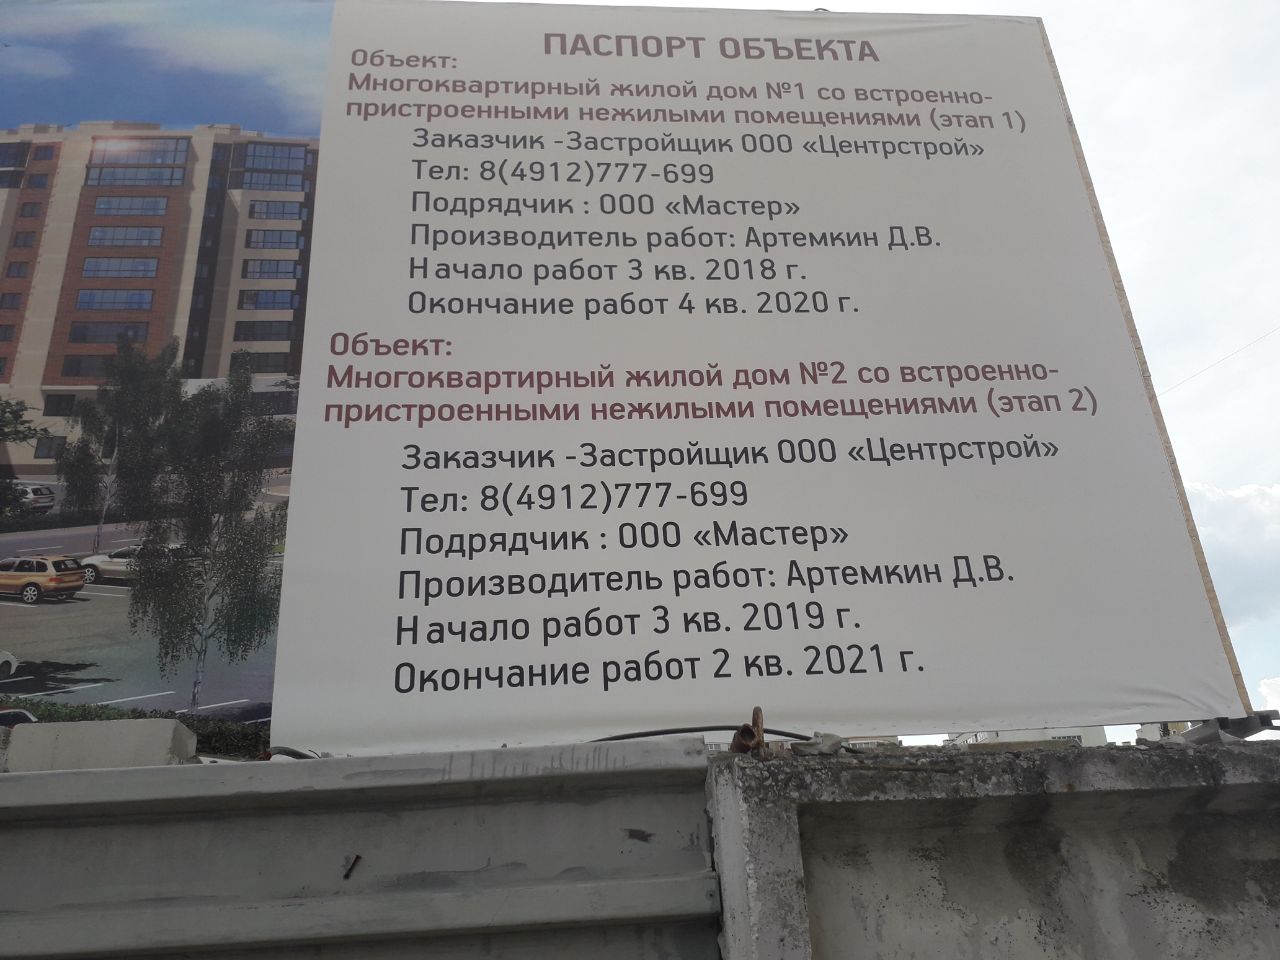 ПАСПОРТ ОБЪЕКТА
Объект:
Многоквартирный жилой дом №1 со встроенно-
пристроенными нежилыми помещениями (этап 1)
Заказчик -Застройщик ООО «Центрстрой»
Тел: 8(4912)777-699
Подрядчик : ООО «Мастер»
Производитель работ: Артемкин Д.В.
Начало работ 3 кв. 2018 г.
Окончание работ 4 кв. 2020 г.
Объект:
Многоквартирный жилой дом №2 со встроенно-
пристроенными нежилыми помещениями (этап 2)
Заказчик -Застройщик ООО «Центрстрой»
Тел: 8(4912)777-699
Подрядчик : ООО «Мастер»
Производитель работ: Артемкин Д.В.
Начало работ 3 кв. 2019 г.
Окончание работ 2 кв. 2021 г.